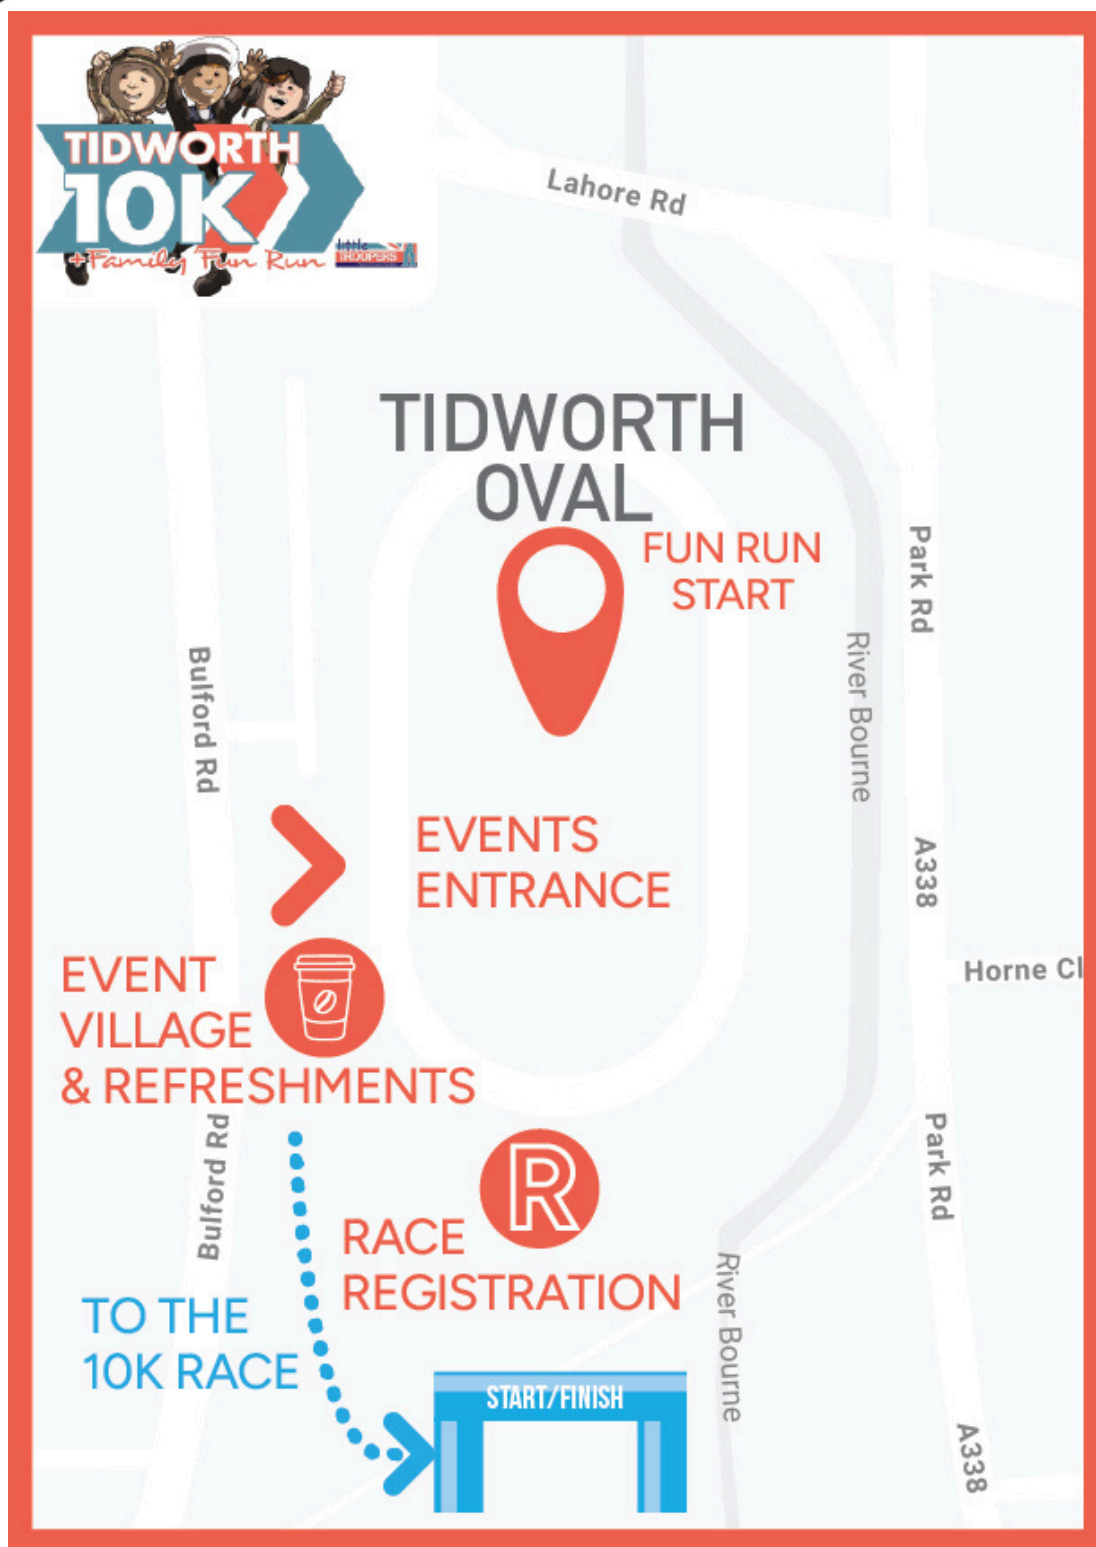 TIDWORTH
10K
+Family Fun Run
little
TROOPERS
Lahore Rd
TIDWORTH
OVAL
FUN RUN
START
Park Rd
River Bourne
Bulford Rd
EVENTS
ENTRANCE
A338
EVENT
VILLAGE
& REFRESHMENTS
Horne Cl
Bulford Rd
Park Rd
R
RACE
REGISTRATION
River Bourne
TO THE
10K RACE
START/FINISH
A338